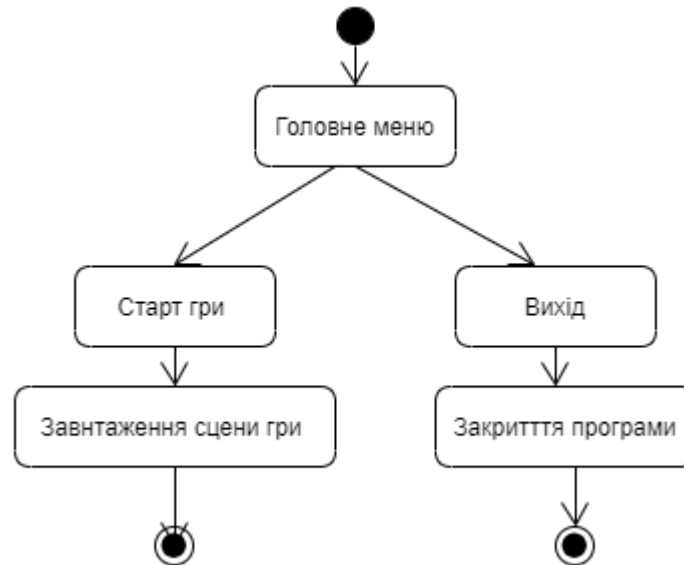 Головне меню
Старт гри
Вихід
Завнтаження сцени гри
Закритття програми